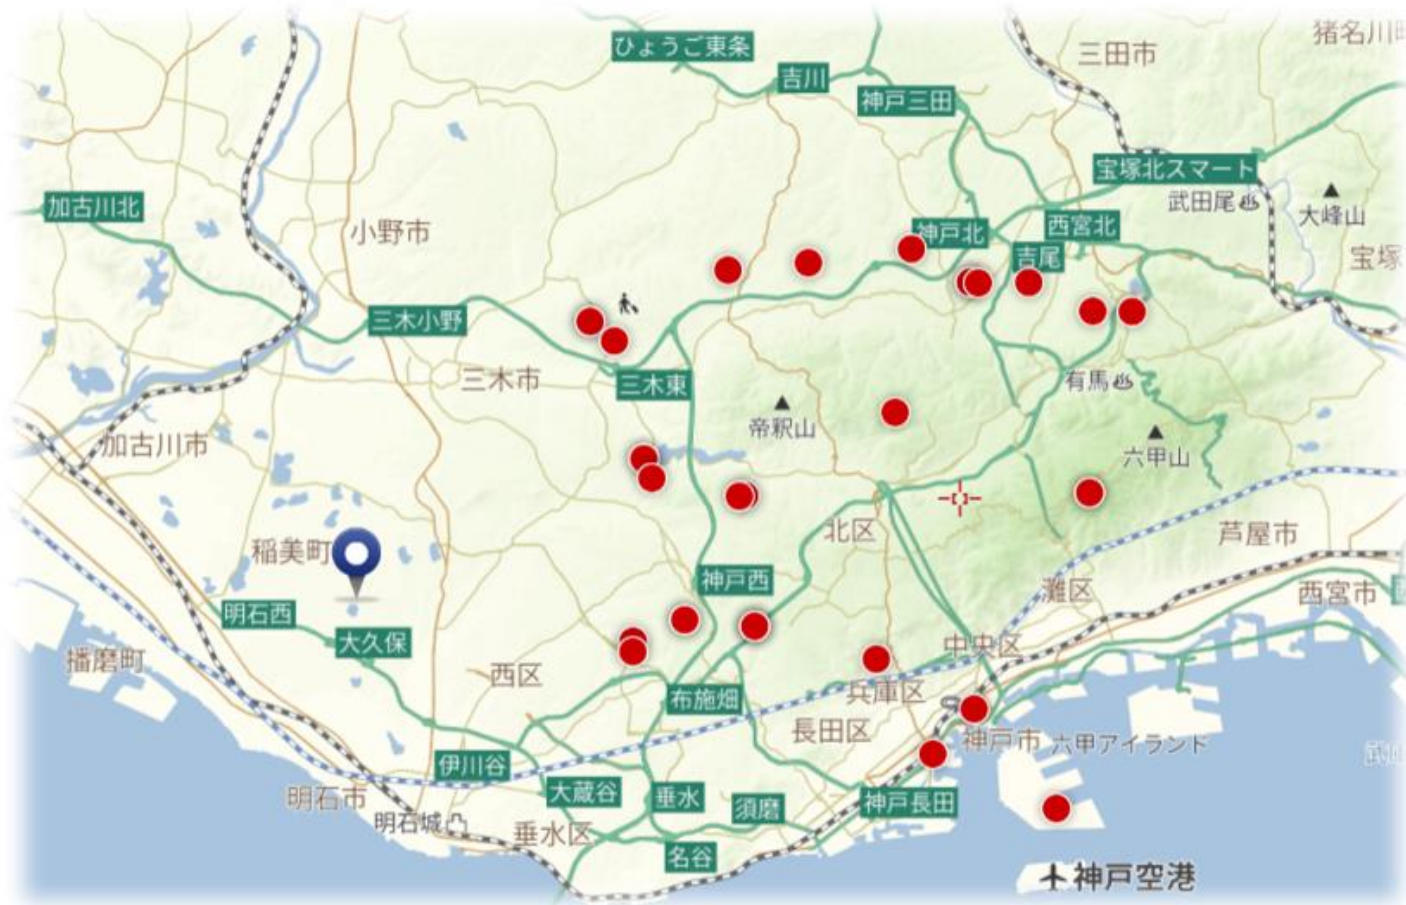 猪名川町
ひょうご東条
三田市
吉川
神戸三田
宝塚北スマート
武田尾
大峰山
加古川北
小野市
神戸北
西宮北
吉尾
宝塚
三木小野
三木市
三木東
有馬
帝釈山
六甲山
加古川市
北区
芦屋市
稲美町
神戸西
灘区
西宮市
明石西
大久保
中央区
播磨町
西区
布施畑
兵庫区
長田区
神戸市
六甲アイランド
伊川谷
明石市
大蔵谷
垂水
須磨
神戸長田
明石城
垂水区
名谷
神戸空港